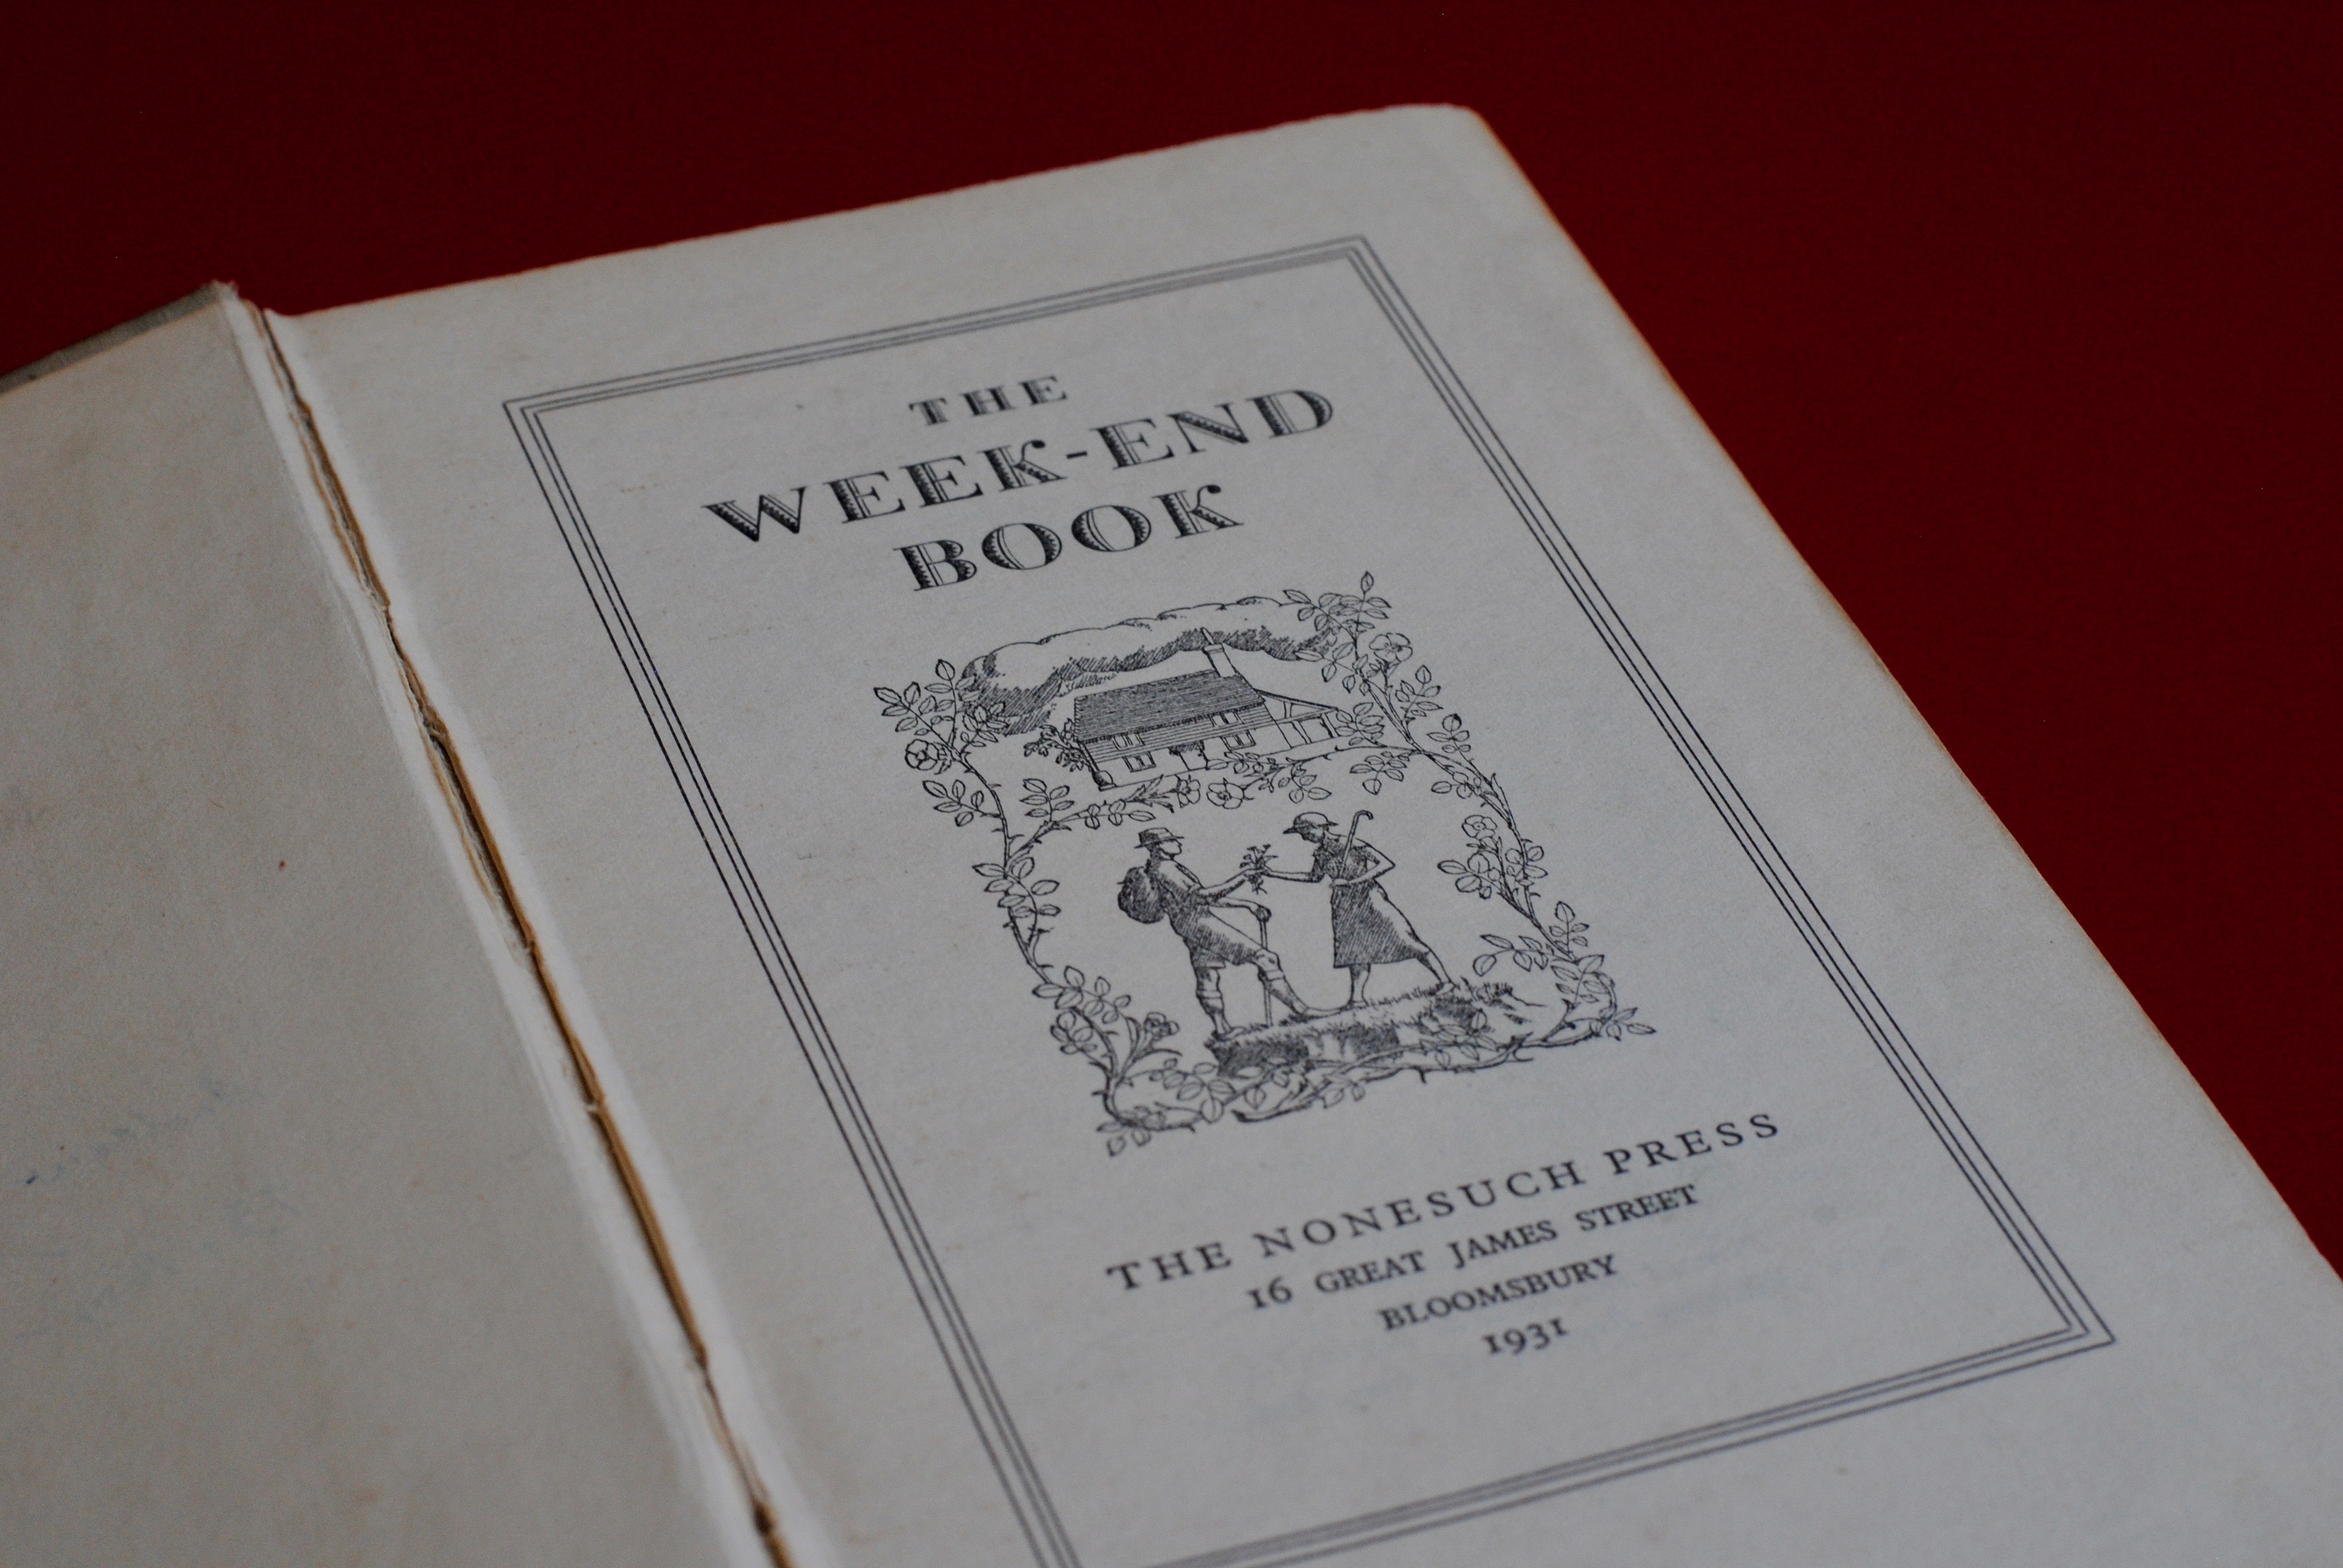 THE
WEEK-END
BOOK
THE NONESUCH PRESS
16 GREAT JAMES STREET
BLOOMSBURY
1931